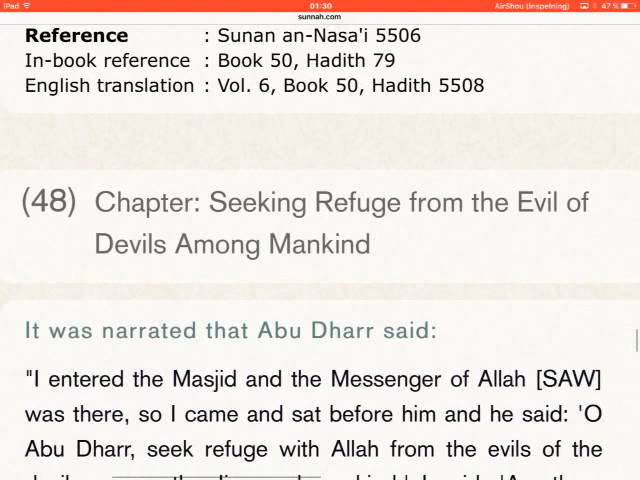 iPad 01:30 AirShou (Inspelning) 47 %
sunnah.com
Reference : Sunan an-Nasa'i 5506
In-book reference : Book 50, Hadith 79
English translation : Vol. 6, Book 50, Hadith 5508
(48) Chapter: Seeking Refuge from the Evil of
Devils Among Mankind
It was narrated that Abu Dharr said:
"I entered the Masjid and the Messenger of Allah [SAW]
was there, so I came and sat before him and he said: 'O
Abu Dharr, seek refuge with Allah from the evils of the